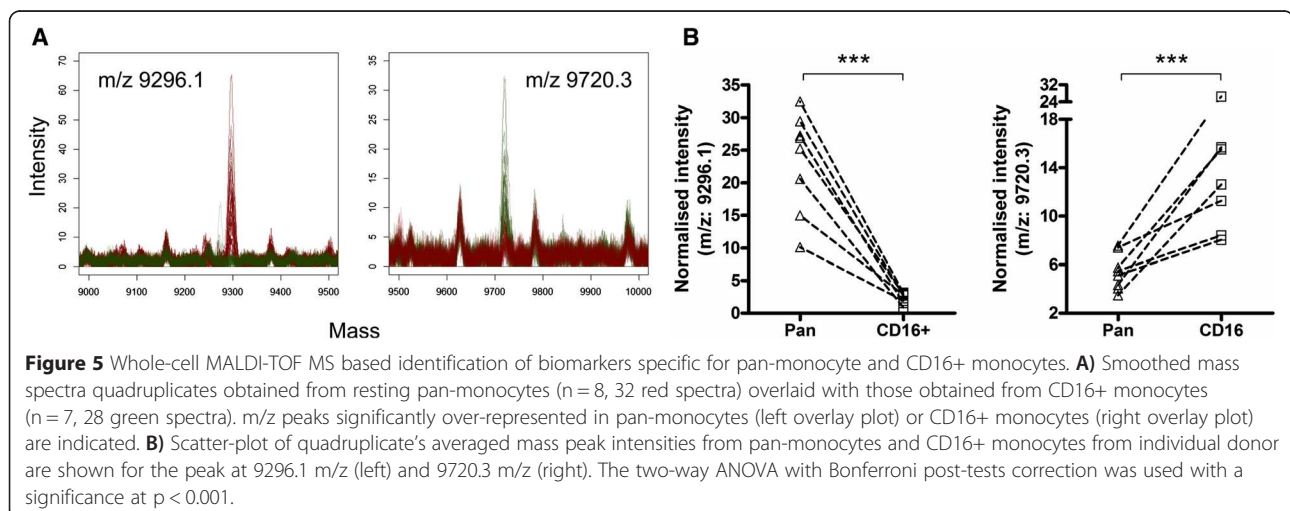 A
B
m/z 9296.1
m/z 9720.3
Intensity
70
60
50
40
30
20
10
0
9000
9100
9200
9300
9400
9500
35
30
25
20
15
10
5
0
9500
9600
9700
9800
9900
10000
Mass
***
Normalised intensity
(m/z: 9296.1)
35
30
25
20
15
10
5
0
Pan
CD16+
***
Normalised intensity
(m/z: 9720.3)
32
24
18
14
10
6
2
Pan
CD16
Figure 5 Whole-cell MALDI-TOF MS based identification of biomarkers specific for pan-monocyte and CD16+ monocytes. A) Smoothed mass
spectra quadruplicates obtained from resting pan-monocytes (n = 8, 32 red spectra) overlaid with those obtained from CD16+ monocytes
(n = 7, 28 green spectra). m/z peaks significantly over-represented in pan-monocytes (left overlay plot) or CD16+ monocytes (right overlay plot)
are indicated. B) Scatter-plot of quadruplicate's averaged mass peak intensities from pan-monocytes and CD16+ monocytes from individual donor
are shown for the peak at 9296.1 m/z (left) and 9720.3 m/z (right). The two-way ANOVA with Bonferroni post-tests correction was used with a
significance at p < 0.001.